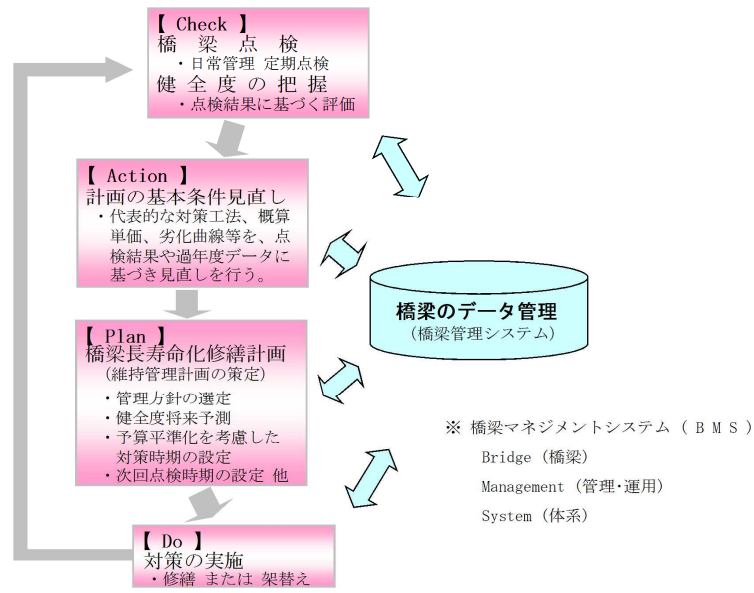 【 Check 】
橋 梁 点 検
・日常管理 定期点検
健 全 度 の 把 握
・点検結果に基づく評価
【 Action 】
計画の基本条件見直し
・代表的な対策工法、概算
単価、劣化曲線等を、点
検結果や過年度データに
基づき見直しを行う。
【 Plan 】
橋梁長寿命化修繕計画
(維持管理計画の策定)
・管理方針の選定
・健全度将来予測
・予算平準化を考慮した
対策時期の設定
・次回点検時期の設定 他
【 Do 】
対策の実施
・修繕 または 架替え
橋梁のデータ管理
(橋梁管理システム)
※ 橋梁マネジメントシステム ( B M S )
Bridge (橋梁)
Management (管理・運用)
System (体系)